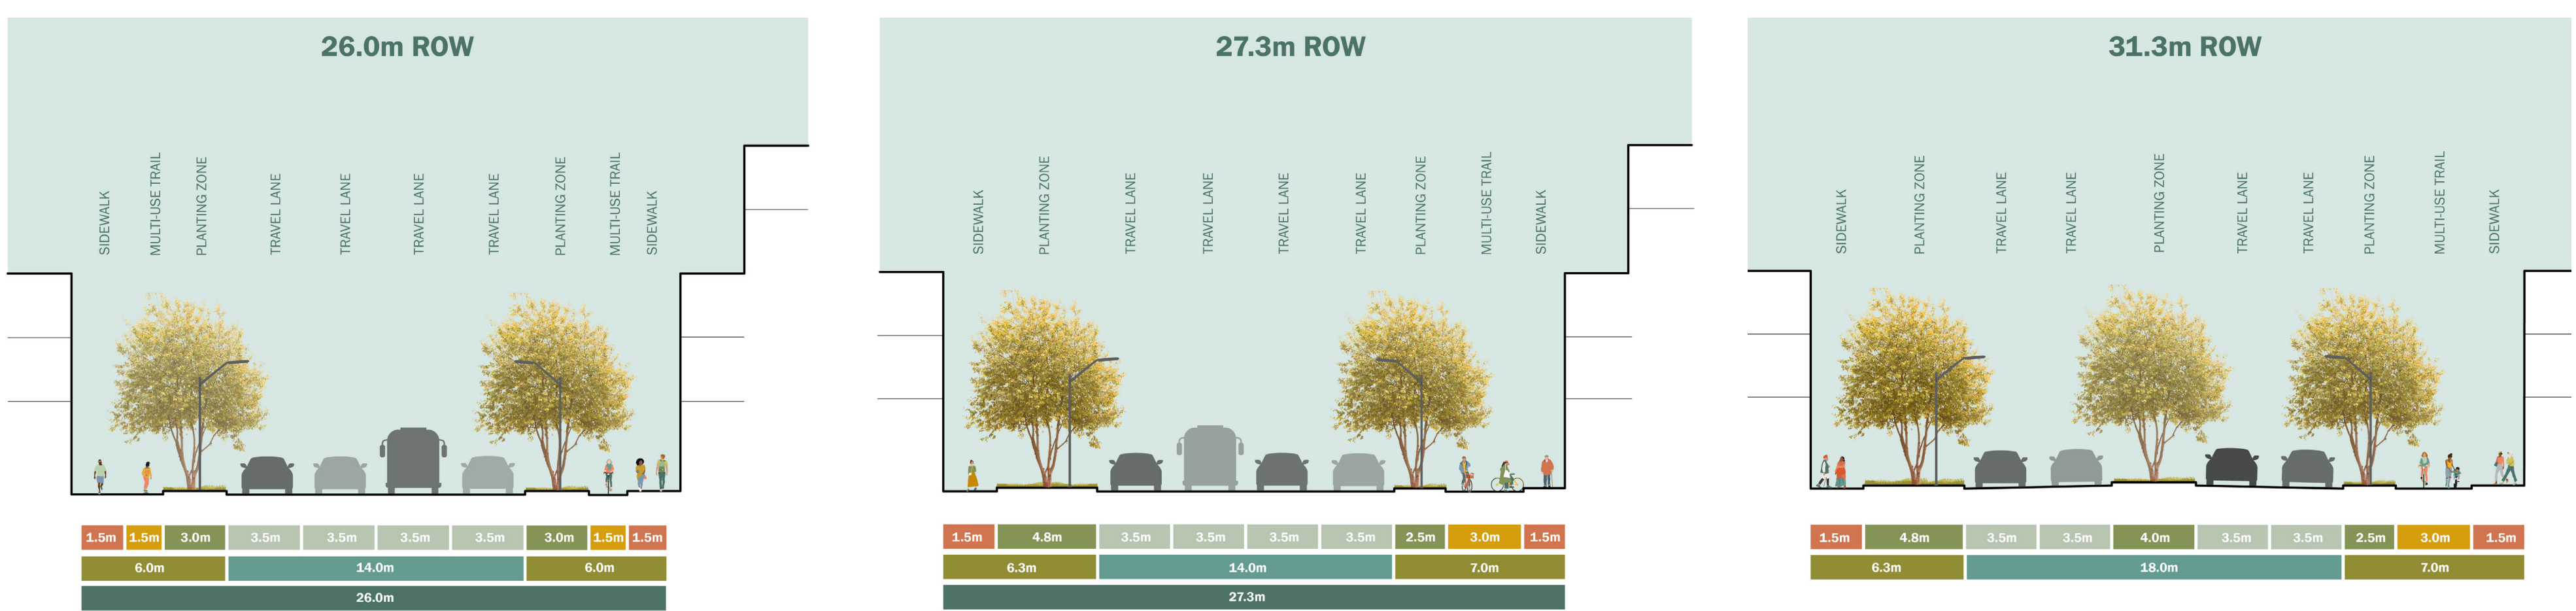 26.0m ROW
SIDEWALK
MULTI-USE TRAIL
PLANTING ZONE
TRAVEL LANE
TRAVEL LANE
TRAVEL LANE
TRAVEL LANE
PLANTING ZONE
MULTI-USE TRAIL
SIDEWALK
1.5m 1.5m 3.0m 3.5m 3.5m 3.5m 3.5m 3.0m 1.5m 1.5m
6.0m 14.0m 6.0m
26.0m
27.3m ROW
SIDEWALK
PLANTING ZONE
TRAVEL LANE
TRAVEL LANE
TRAVEL LANE
TRAVEL LANE
PLANTING ZONE
MULTI-USE TRAIL
SIDEWALK
1.5m 4.8m 3.5m 3.5m 3.5m 3.5m 2.5m 3.0m 1.5m
6.3m 14.0m 7.0m
27.3m
31.3m ROW
SIDEWALK
PLANTING ZONE
TRAVEL LANE
TRAVEL LANE
PLANTING ZONE
TRAVEL LANE
TRAVEL LANE
PLANTING ZONE
MULTI-USE TRAIL
SIDEWALK
1.5m 4.8m 3.5m 3.5m 4.0m 3.5m 3.5m 2.5m 3.0m 1.5m
6.3m 18.0m 7.0m